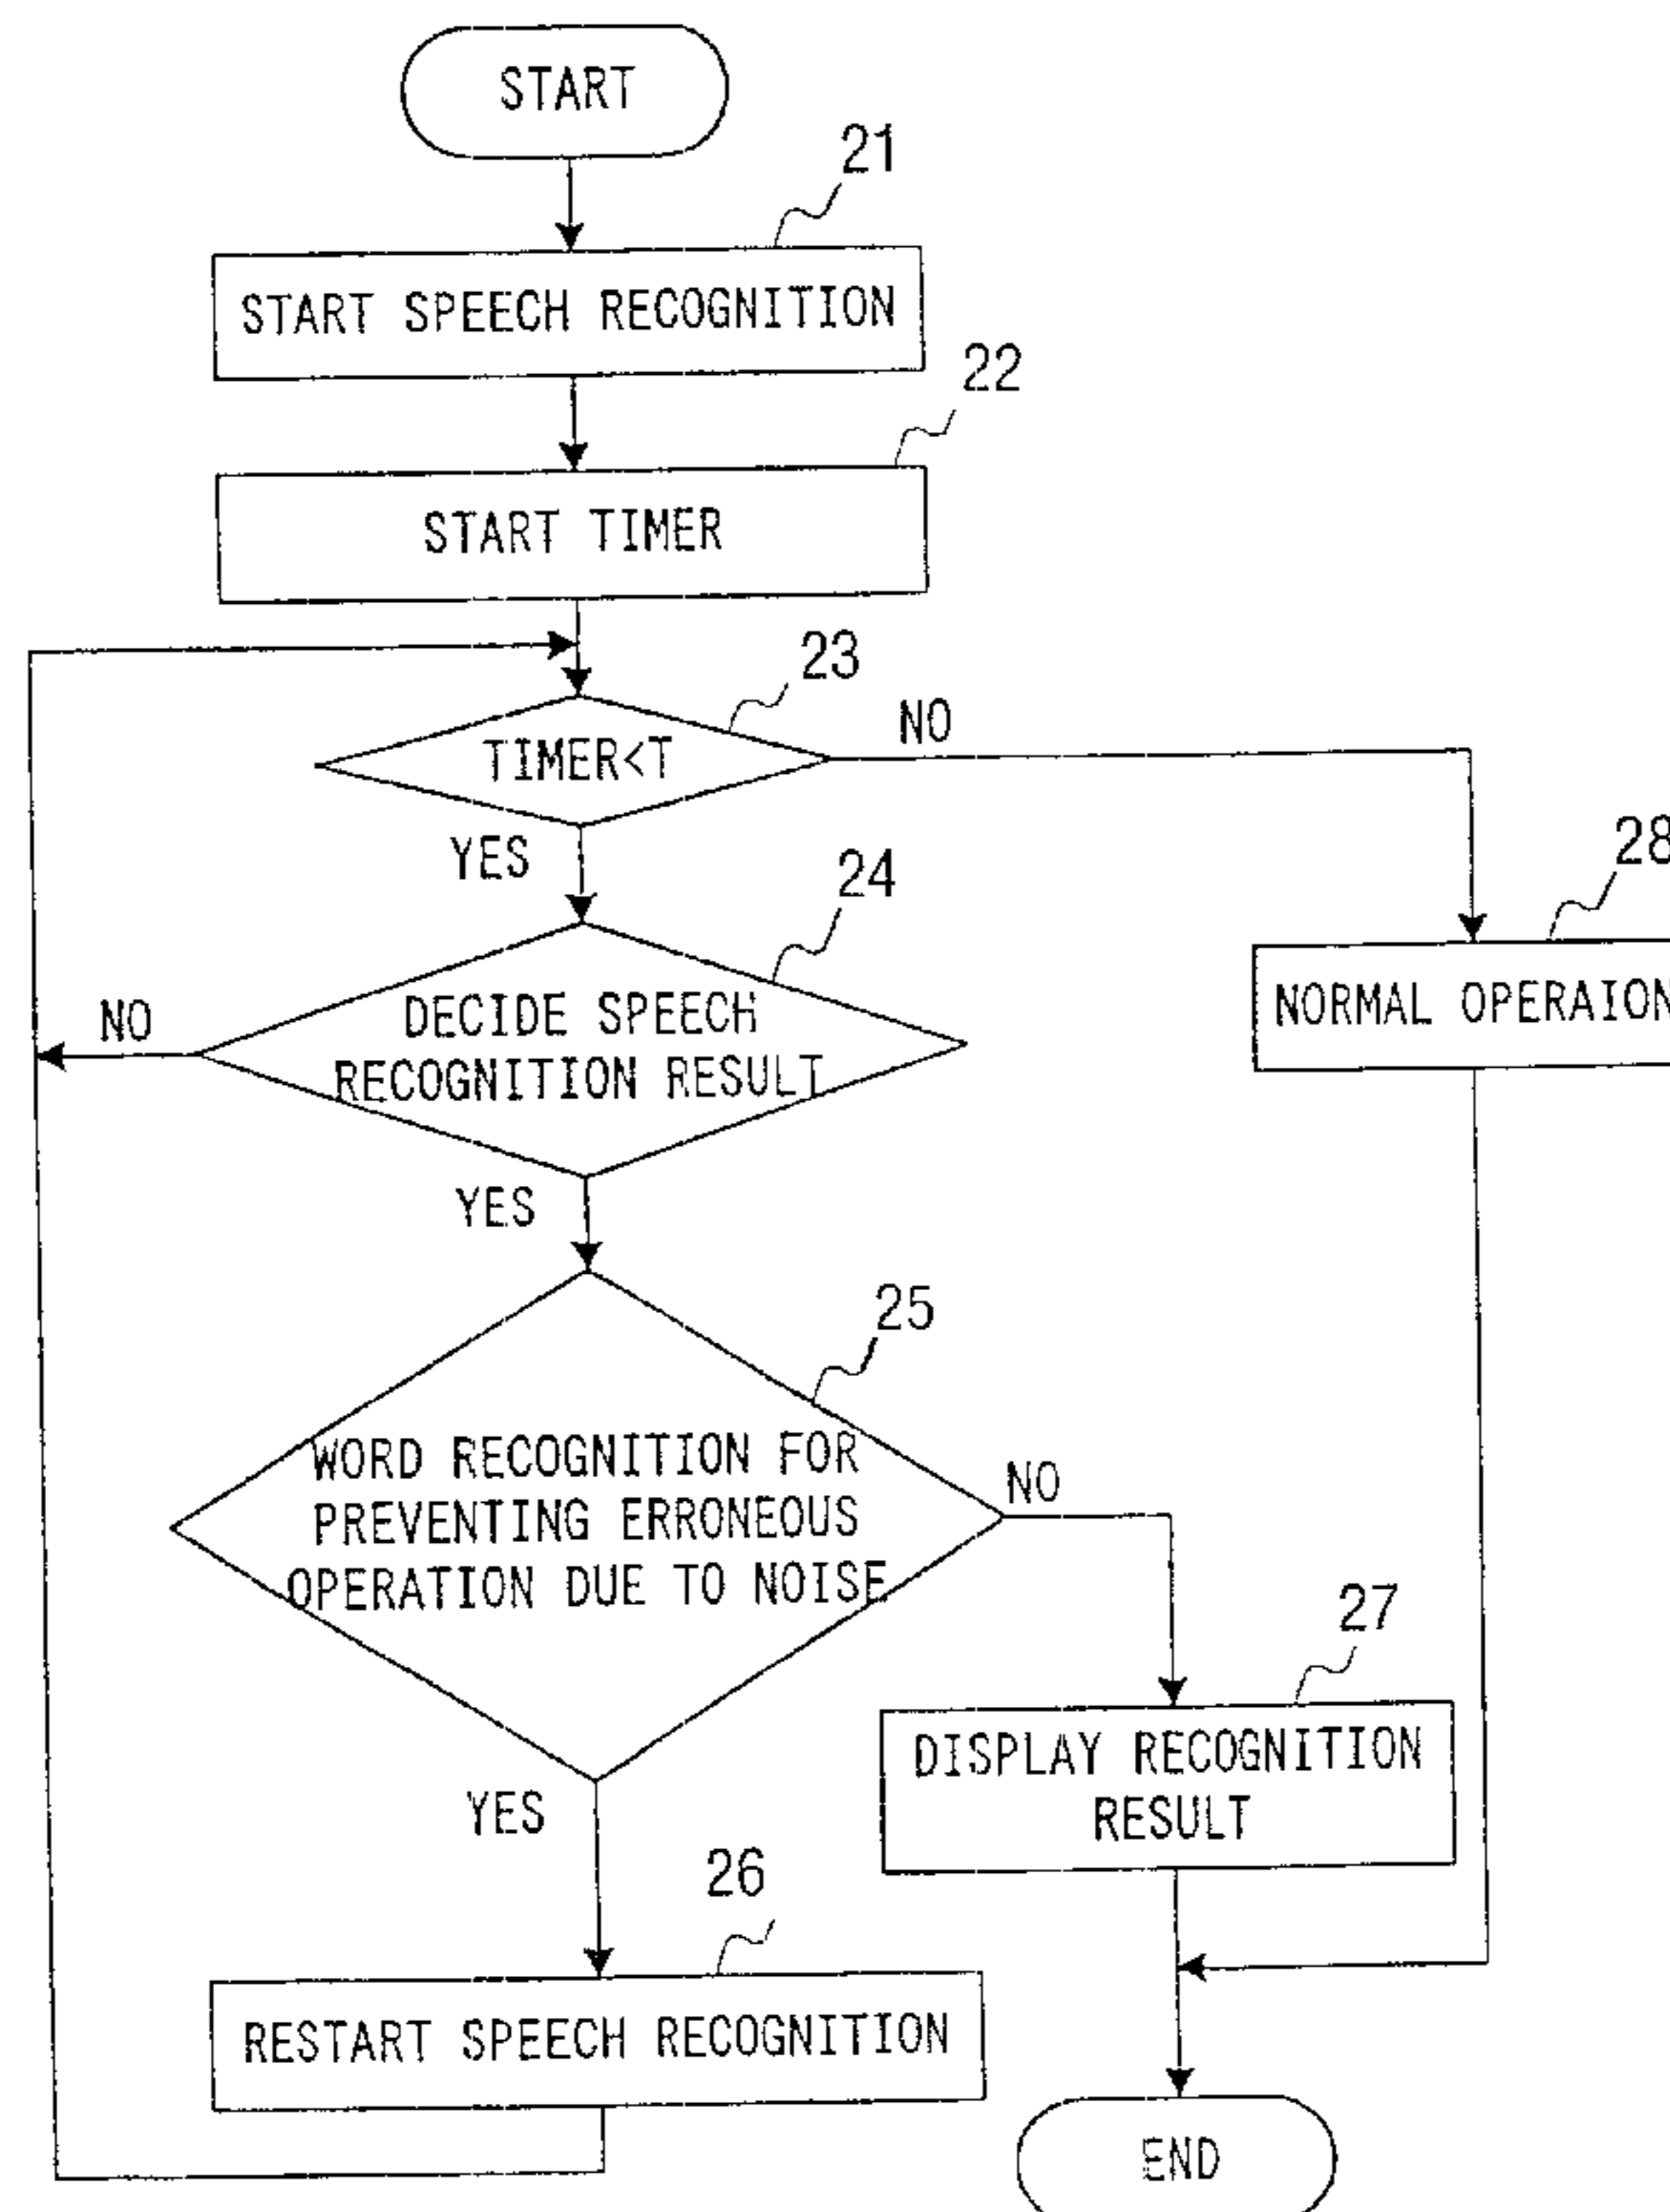 START
21
START SPEECH RECOGNITION
22
START TIMER
23
TIMER<T
NO
YES
24
28
NORMAL OPERAION
DECIDE SPEECH
RECOGNITION RESULT
NO
YES
25
WORD RECOGNITION FOR
PREVENTING ERRONEOUS
OPERATION DUE TO NOISE
NO
27
DISPLAY RECOGNITION
RESULT
YES
26
RESTART SPEECH RECOGNITION
END